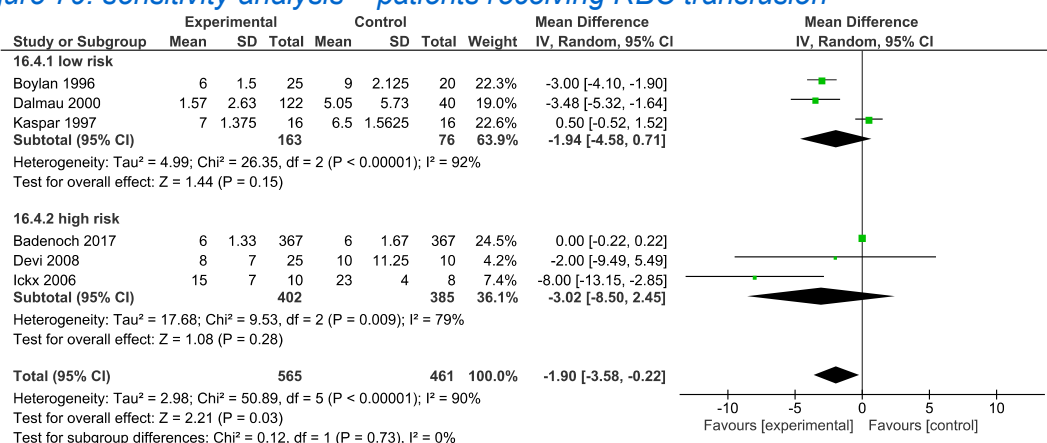 sensitivity analysis – patients receiving RBC transfusion
Experimental Control Mean Difference Mean Difference
Study or Subgroup Mean SD Total Mean SD Total Weight IV, Random, 95% CI IV, Random, 95% CI
16.4.1 low risk
Boylan 1996 6 1.5 25 9 2.125 20 22.3% -3.00 [-4.10, -1.90]
Dalmau 2000 1.57 2.63 122 5.05 5.73 40 19.0% -3.48 [-5.32, -1.64]
Kaspar 1997 7 1.375 16 6.5 1.5625 16 22.6% 0.50 [-0.52, 1.52]
Subtotal (95% CI) 163 76 63.9% -1.94 [-4.58, 0.71]
Heterogeneity: Tau² = 4.99; Chi² = 26.35, df = 2 (P < 0.00001); I² = 92%
Test for overall effect: Z = 1.44 (P = 0.15)
16.4.2 high risk
Badenoch 2017 6 1.33 367 6 1.67 367 24.5% 0.00 [-0.22, 0.22]
Devi 2008 8 7 25 10 11.25 10 4.2% -2.00 [-9.49, 5.49]
Ickx 2006 15 7 10 23 4 8 7.4% -8.00 [-13.15, -2.85]
Subtotal (95% CI) 402 385 36.1% -3.02 [-8.50, 2.45]
Heterogeneity: Tau² = 17.68; Chi² = 9.53, df = 2 (P = 0.009); I² = 79%
Test for overall effect: Z = 1.08 (P = 0.28)
Total (95% CI) 565 461 100.0% -1.90 [-3.58, -0.22]
Heterogeneity: Tau² = 2.98; Chi² = 50.89, df = 5 (P < 0.00001); I² = 90%
Test for overall effect: Z = 2.21 (P = 0.03)
Test for subgroup differences: Chi² = 0.12, df = 1 (P = 0.73), I² = 0%
-10 -5 0 5 10
Favours [experimental] Favours [control]